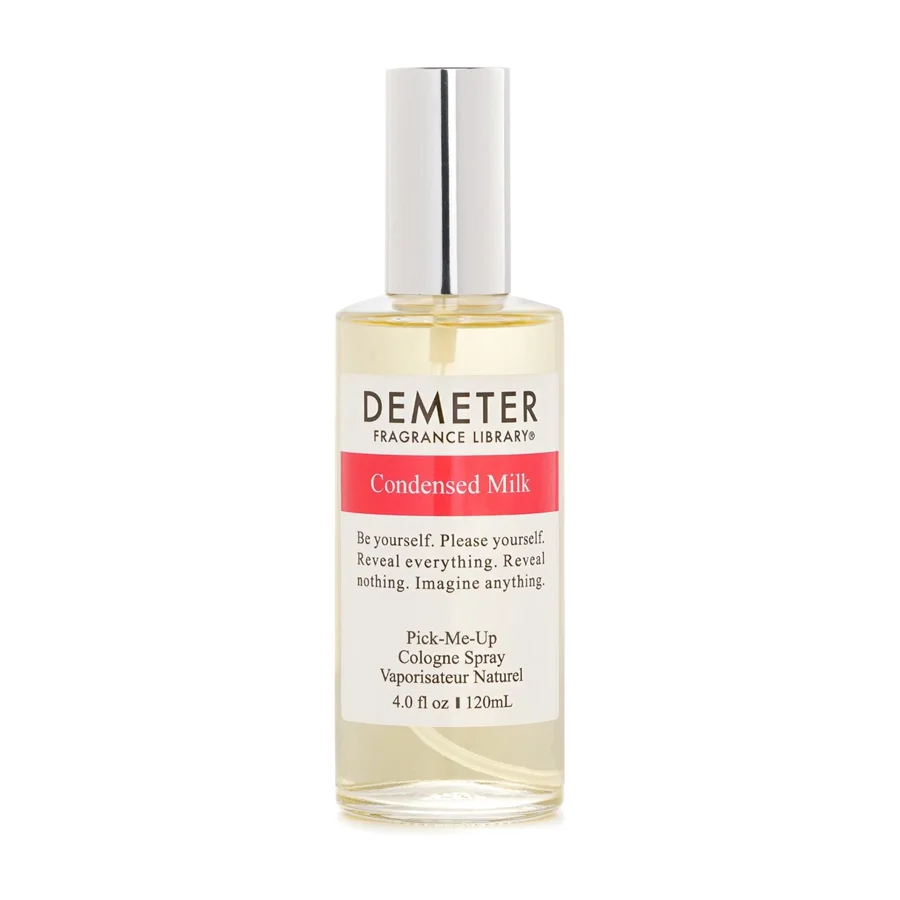 DEMETER
FRAGRANCE LIBRARY®
Condensed Milk
Be yourself. Please yourself.
Reveal everything. Reveal
nothing. Imagine anything.
Pick-Me-Up
Cologne Spray
Vaporisateur Naturel
4.0 fl oz ▮ 120mL